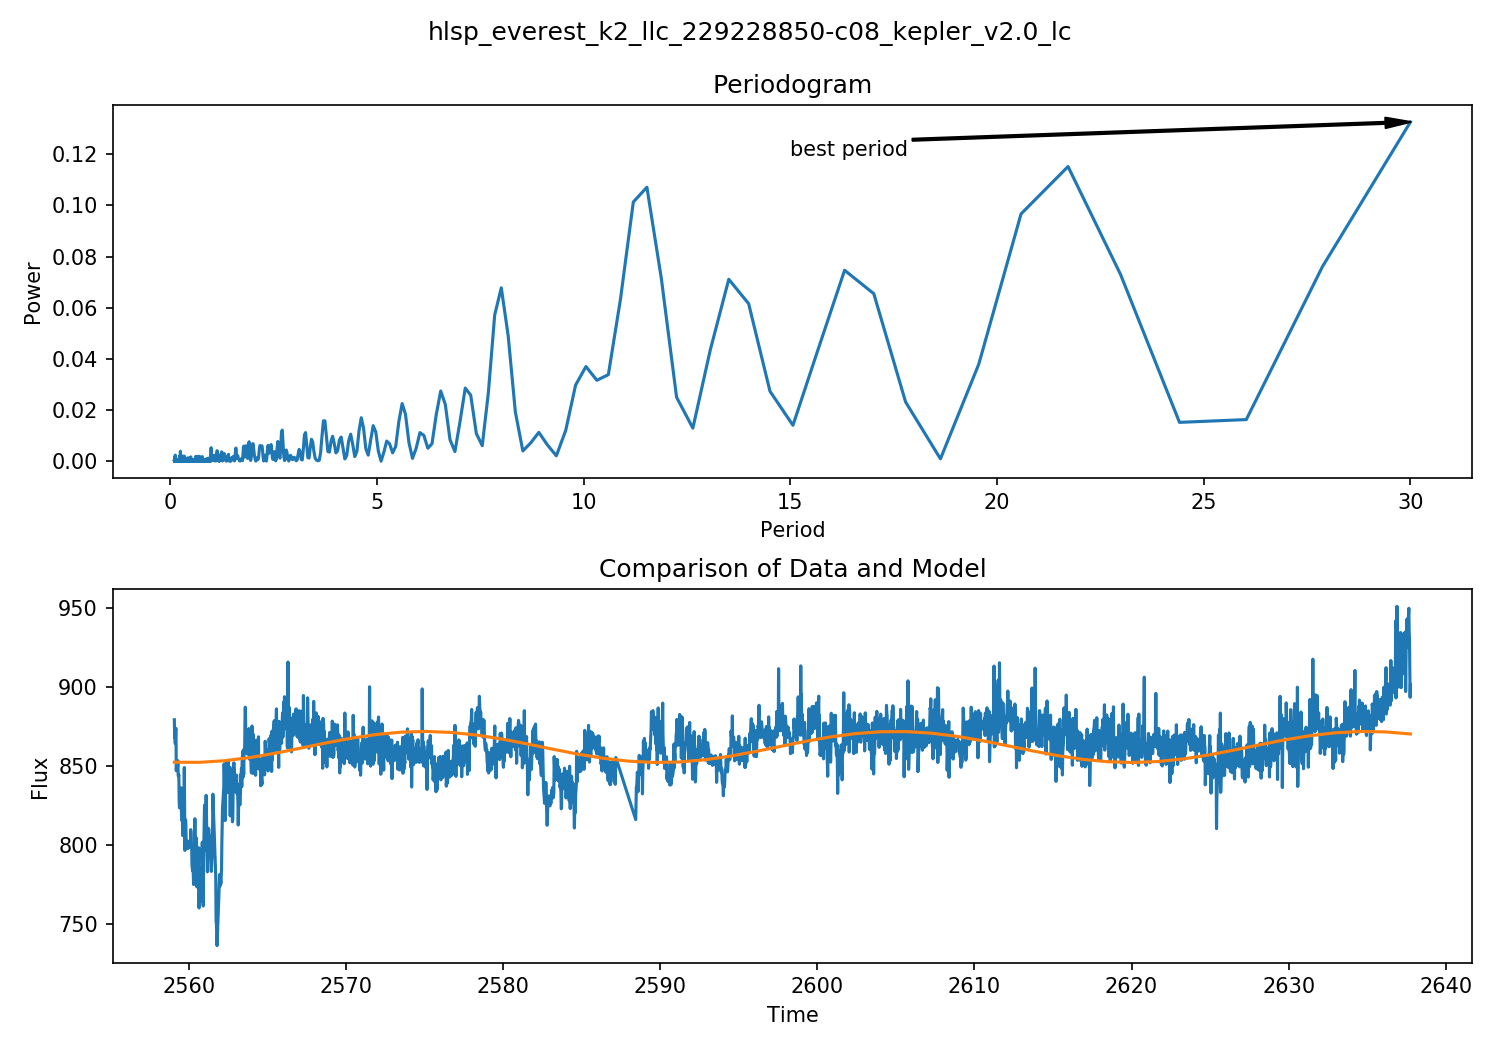 hlsp_everest_k2_llc_229228850-c08_kepler_v2.0_lc
Periodogram
best period
Power
0.12
0.10
0.08
0.06
0.04
0.02
0.00
0 5 10 15 20 25 30
Period
Comparison of Data and Model
Flux
950
900
850
800
750
2560 2570 2580 2590 2600 2610 2620 2630 2640
Time